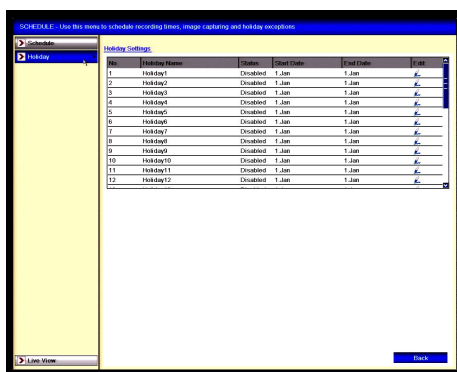 SCHEDULE - Use this menu to schedule recording times, image capturing and holiday exceptions
Schedule
Holiday
Holiday Settings
No Holiday Name Status Start Date End Date Edit
1 Holiday1 Disabled 1.Jan 1.Jan
2 Holiday2 Disabled 1.Jan 1.Jan
3 Holiday3 Disabled 1.Jan 1.Jan
4 Holiday4 Disabled 1.Jan 1.Jan
5 Holiday5 Disabled 1.Jan 1.Jan
6 Holiday6 Disabled 1.Jan 1.Jan
7 Holiday7 Disabled 1.Jan 1.Jan
8 Holiday8 Disabled 1.Jan 1.Jan
9 Holiday9 Disabled 1.Jan 1.Jan
10 Holiday10 Disabled 1.Jan 1.Jan
11 Holiday11 Disabled 1.Jan 1.Jan
12 Holiday12 Disabled 1.Jan 1.Jan
Back
Live View